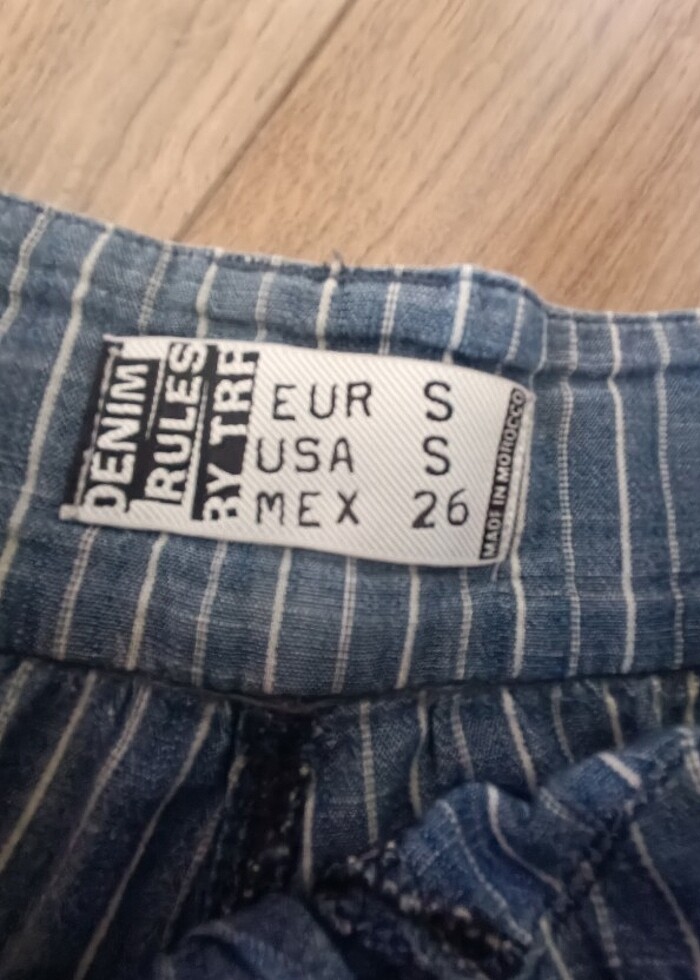 DENIM
RULES
BY TRF
EUR S
USA S
MEX 26
MADE IN MOROCCO